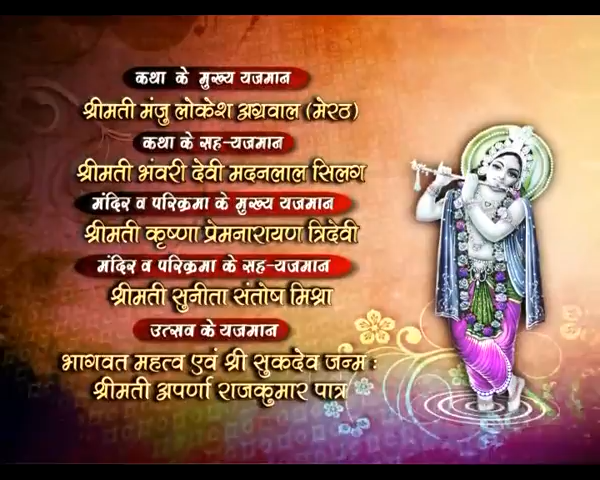 कथा के मुख्य यजमान
श्रीमती मंजु लोकेश अग्रवाल (मेरठ)
कथा के सह-यजमान
श्रीमती भंवरी देवी मदनलाल सिलग
मंदिर व परिक्रमा के मुख्य यजमान
श्रीमती कृष्णा प्रेमनारायण त्रिदेवी
मंदिर व परिक्रमा के सह-यजमान
श्रीमती सुनीता संतोष मिश्रा
उत्सव के यजमान
भागवत महत्व एवं श्री सुकदेव जन्म :
श्रीमती अपर्णा राजकुमार पात्र